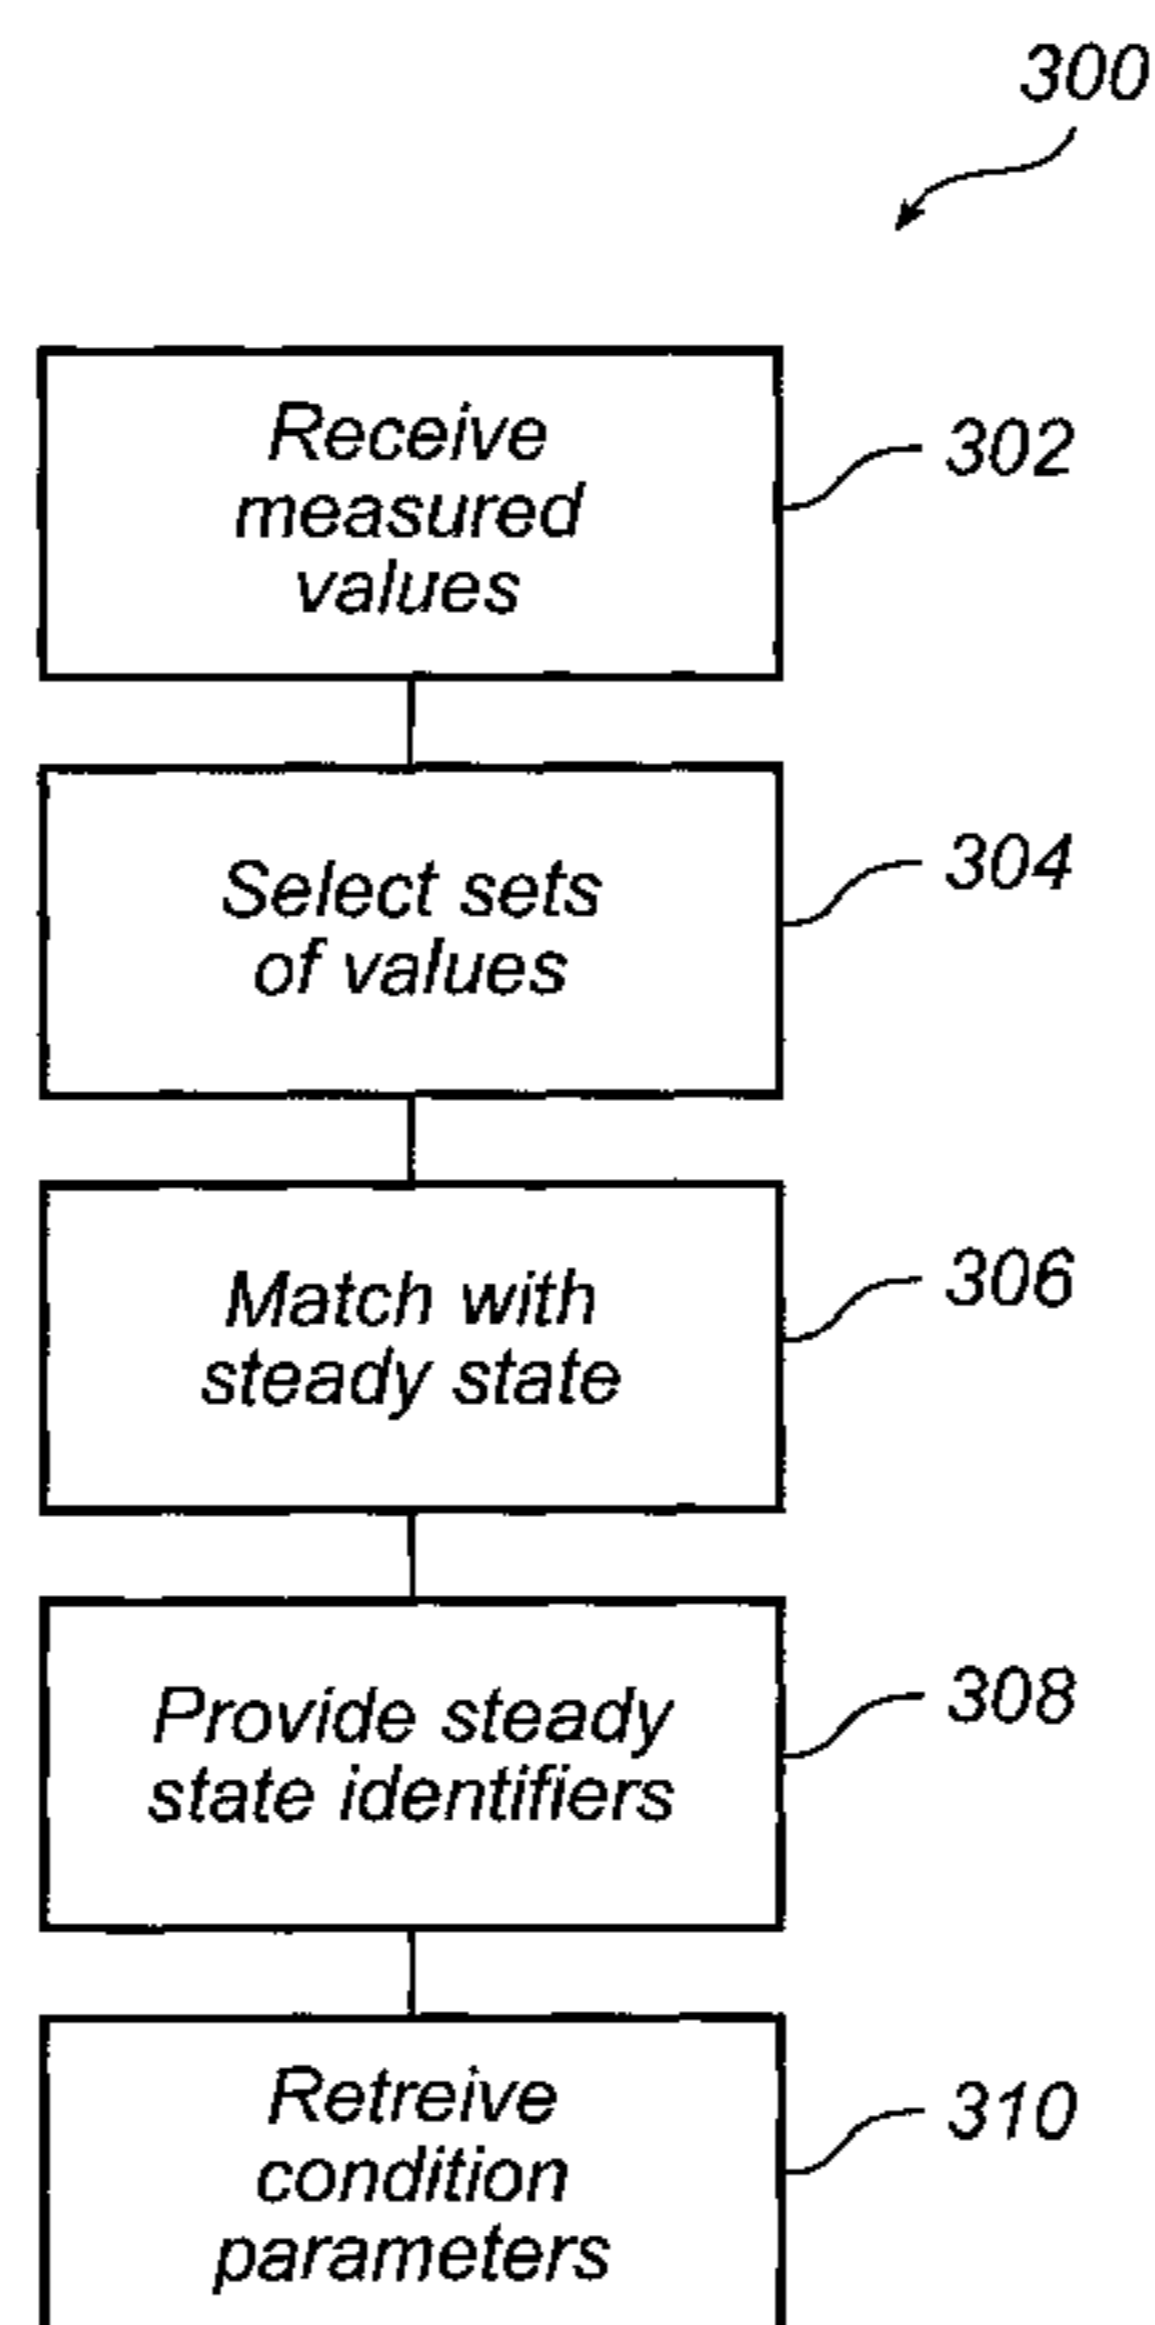 300
Receive
measured
values
302
Select sets
of values
304
Match with
steady state
306
Provide steady
state identifiers
308
Retreive
condition
parameters
310